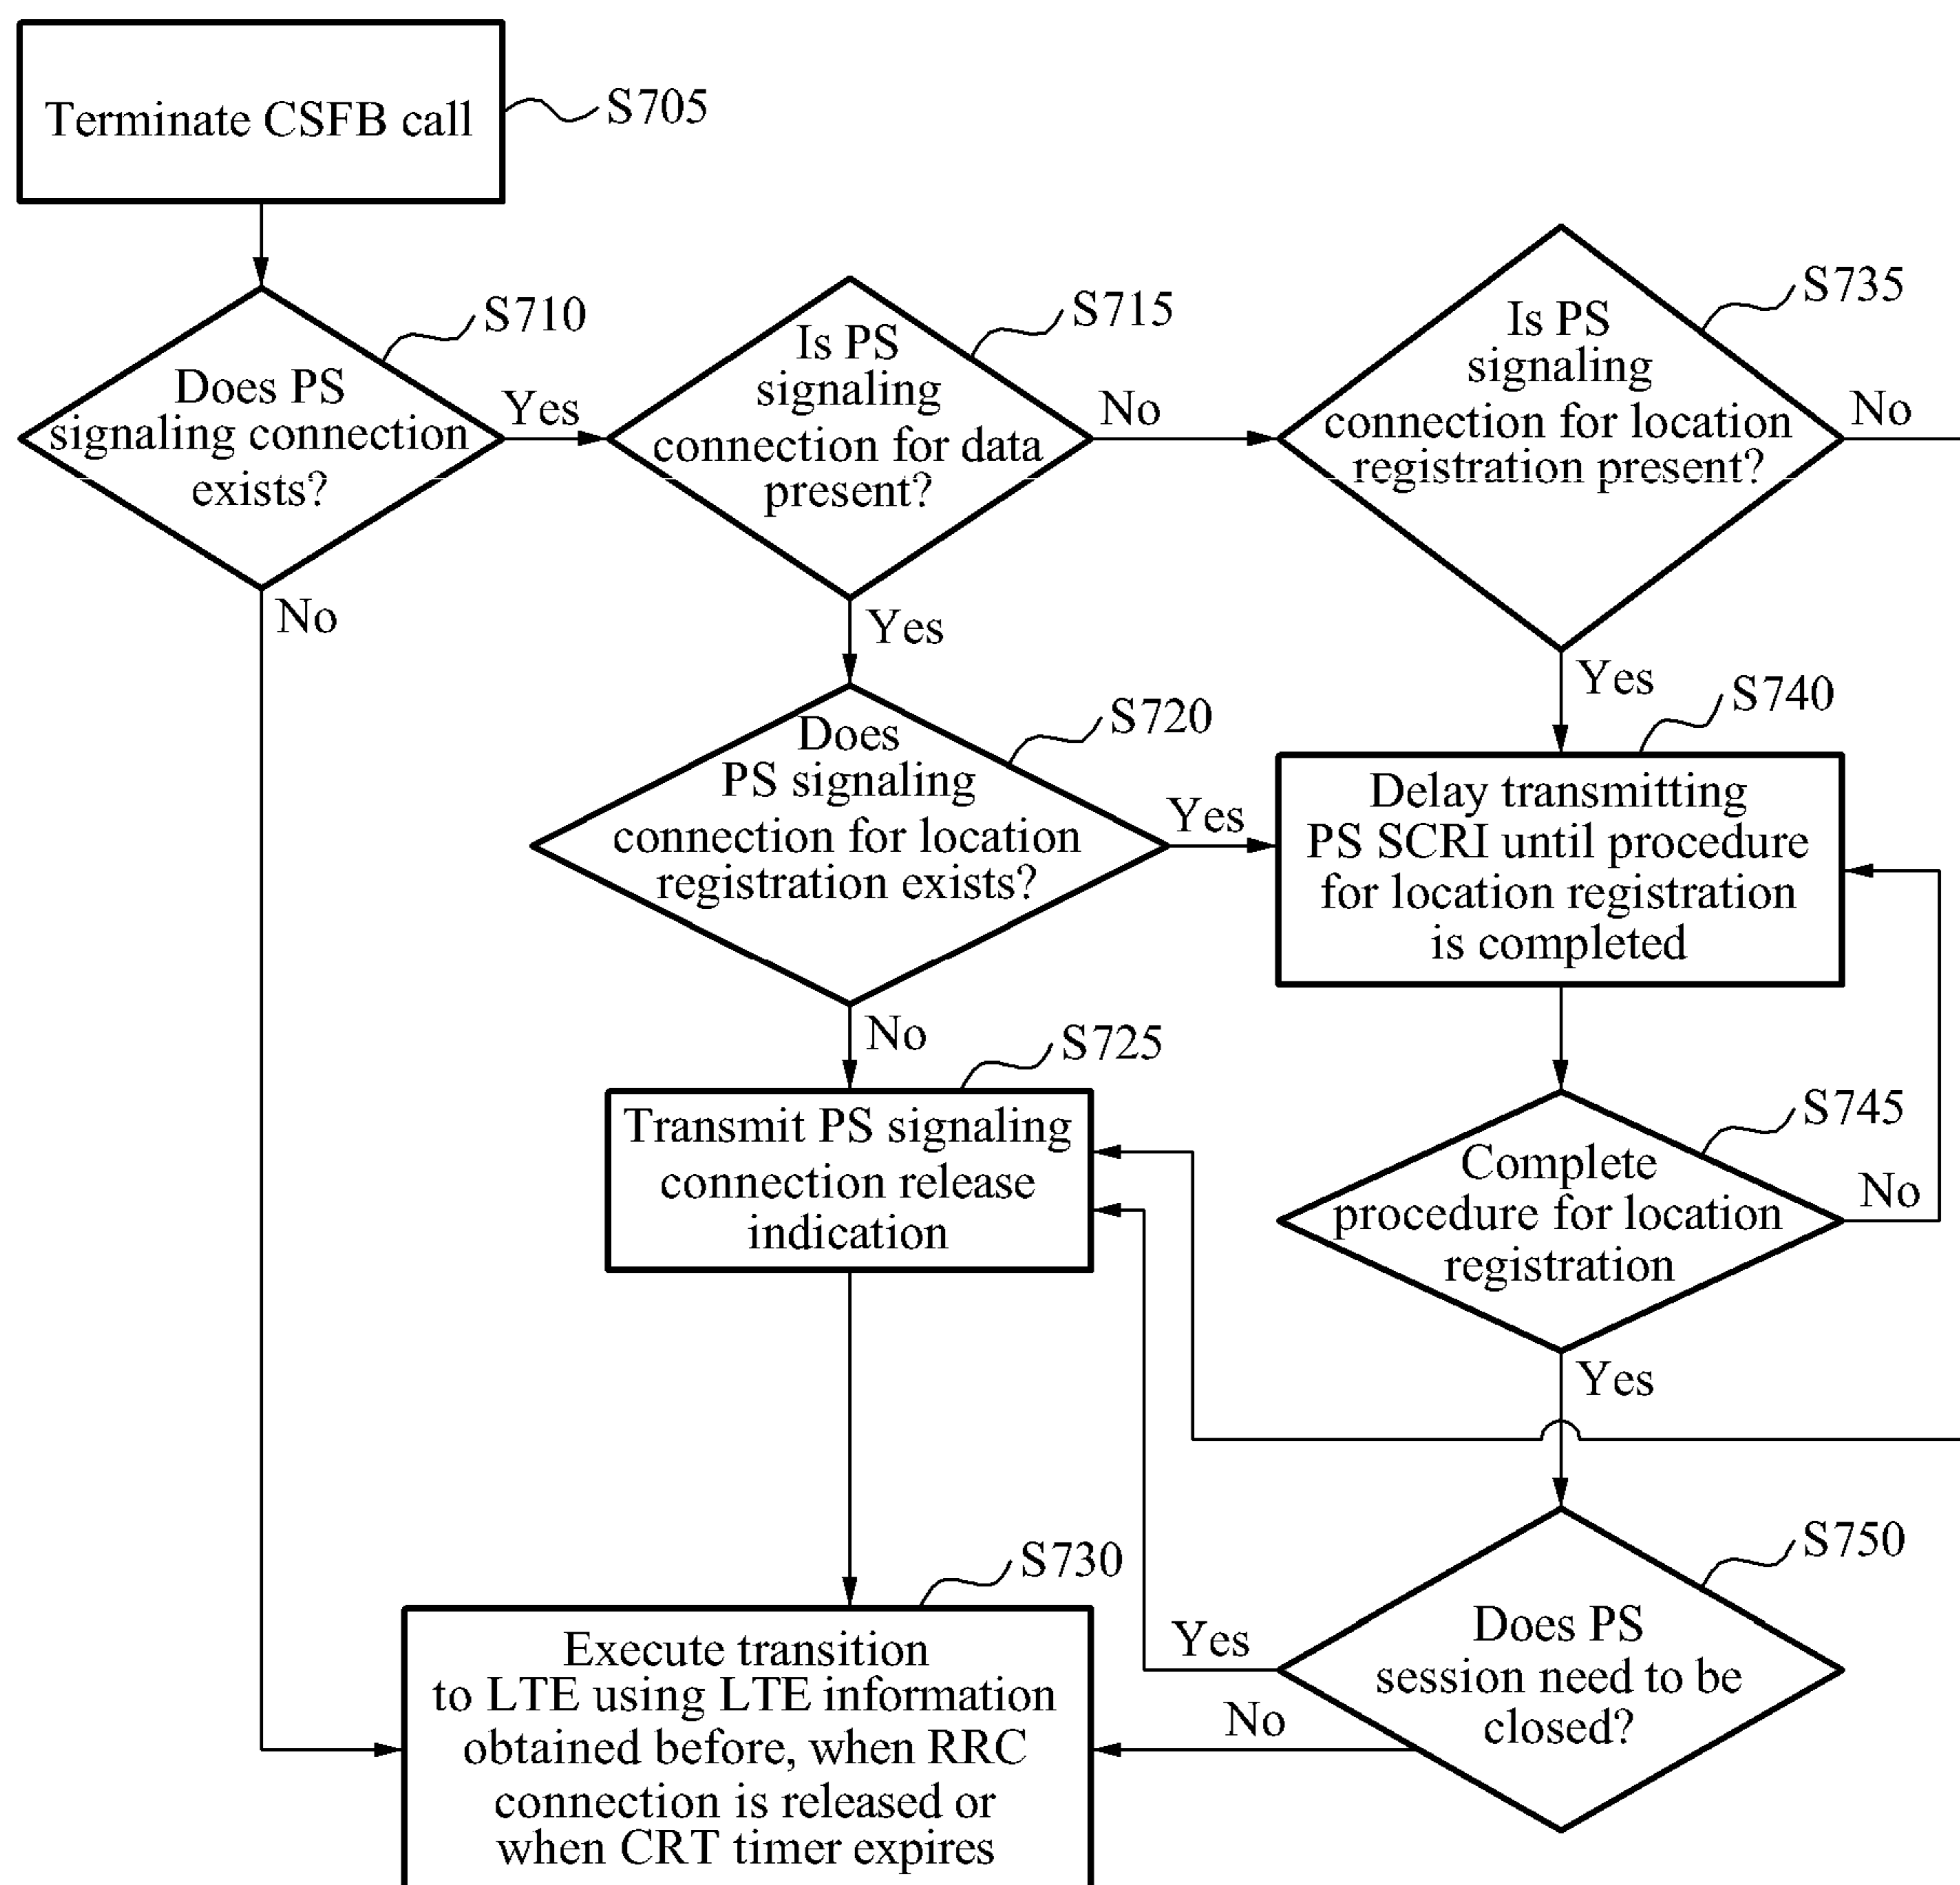 Terminate CSFB call
S705
Does PS
signaling connection
exists?
S710
Yes
No
Is PS
signaling
connection for data
present?
S715
No
Yes
Is PS
signaling
connection for location
registration present?
S735
No
Yes
Does
PS signaling
connection for location
registration exists?
S720
Yes
No
Delay transmitting
PS SCRI until procedure
for location registration
is completed
S740
Transmit PS signaling
connection release
indication
S725
Complete
procedure for location
registration
S745
No
Yes
Execute transition
to LTE using LTE information
obtained before, when RRC
connection is released or
when CRT timer expires
S730
Does PS
session need to be
closed?
S750
Yes
No